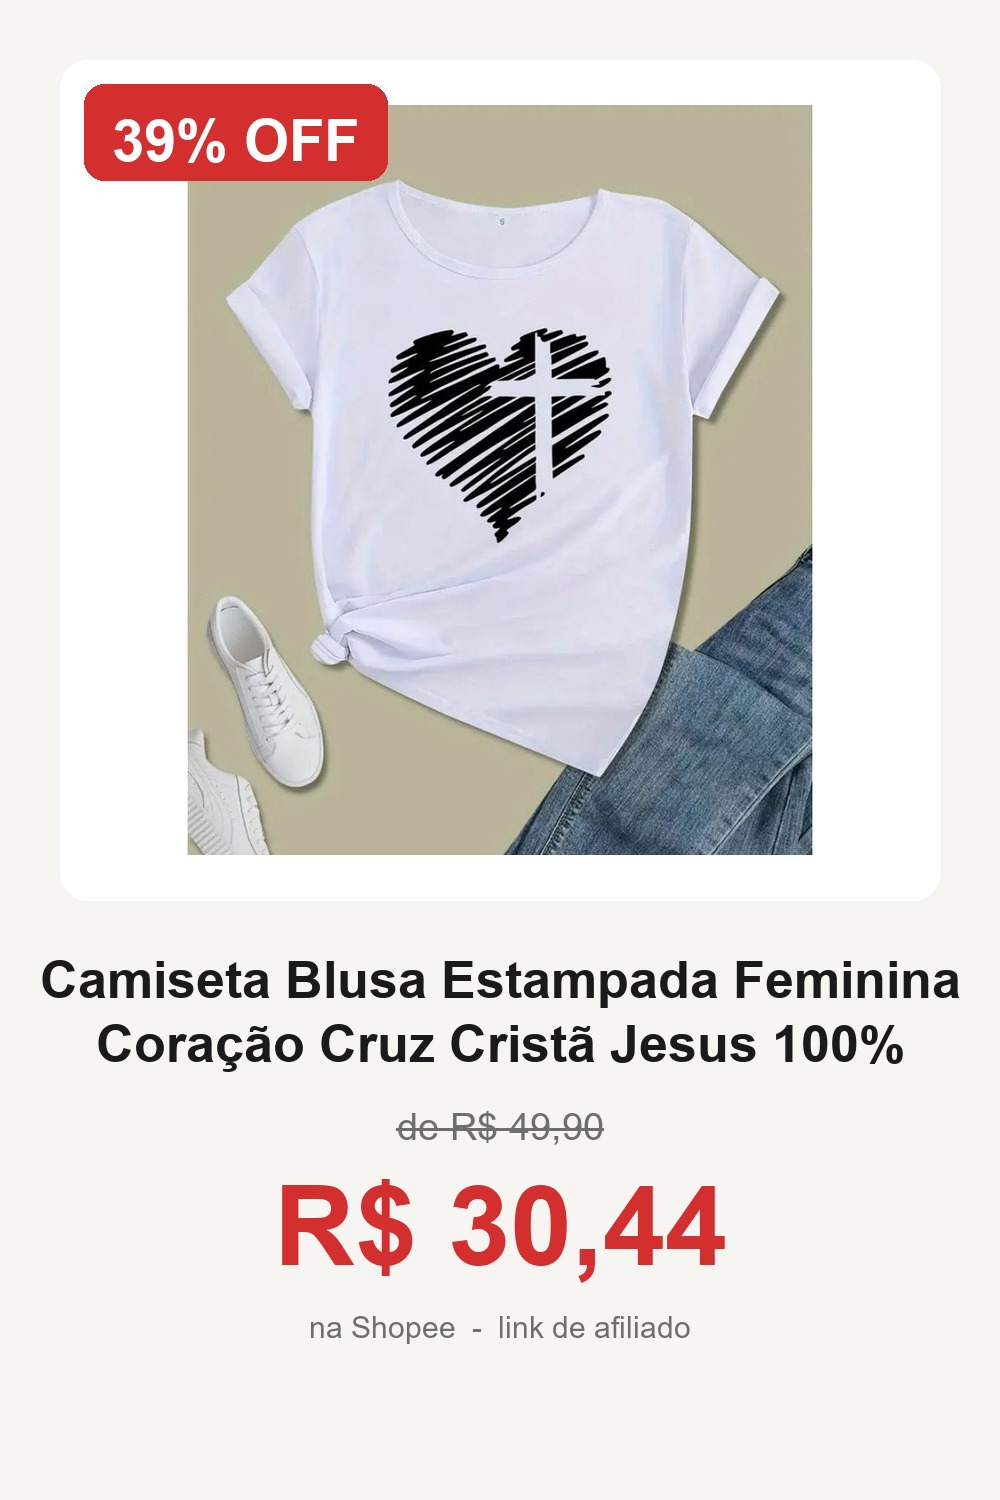 39% OFF
S
Camiseta Blusa Estampada Feminina
Coração Cruz Cristã Jesus 100%
de R$ 49,90
R$ 30,44
na Shopee - link de afiliado